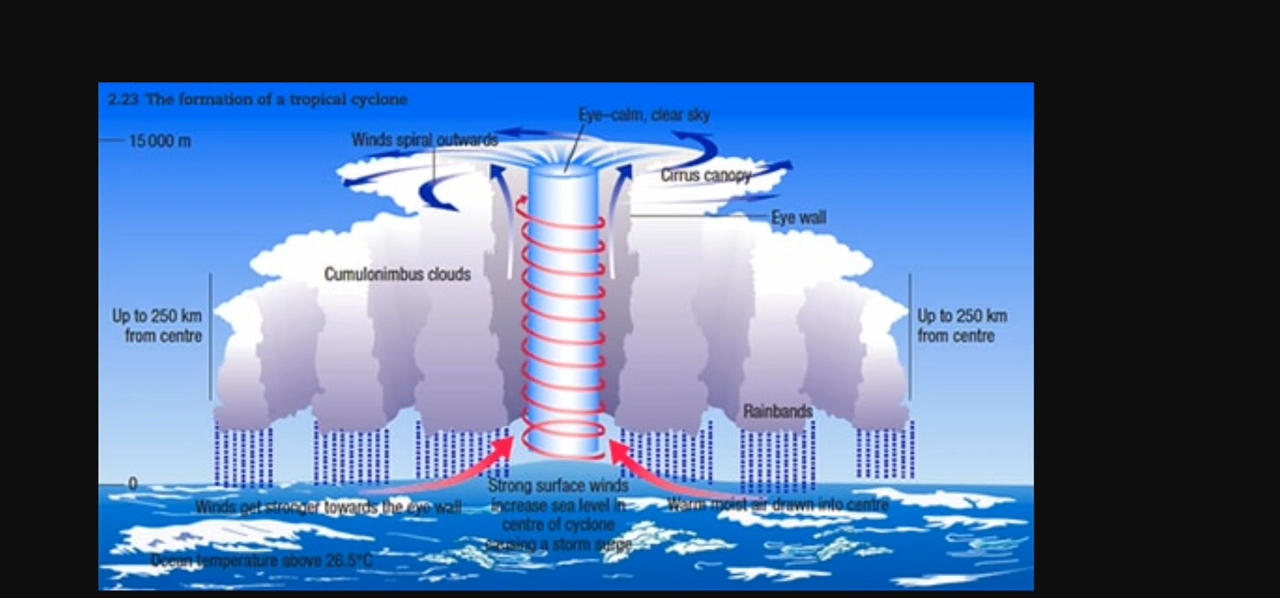 2.23 The formation of a tropical cyclone
Eye–calm, clear sky
15 000 m
Winds spiral outwards
Cirrus canopy
Eye wall
Cumulonimbus clouds
Up to 250 km
from centre
Up to 250 km
from centre
Rainbands
0
Winds get stronger towards the eye wall
Strong surface winds
increase sea level in
centre of cyclone
causing a storm surge
Warm moist air drawn into centre
Ocean temperature above 26.5°C